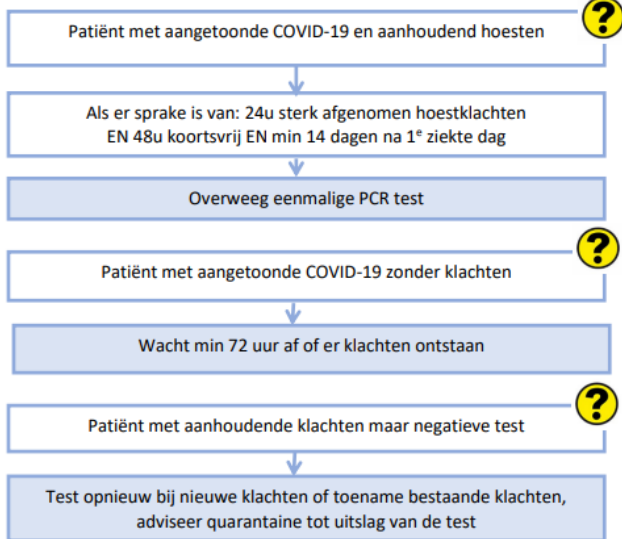 ?
Patiënt met aangetoonde COVID-19 en aanhoudend hoesten
Als er sprake is van: 24u sterk afgenomen hoestklachten
EN 48u koortsvrij EN min 14 dagen na 1e ziekte dag
Overweeg eenmalige PCR test
?
Patiënt met aangetoonde COVID-19 zonder klachten
Wacht min 72 uur af of er klachten ontstaan
?
Patiënt met aanhoudende klachten maar negatieve test
Test opnieuw bij nieuwe klachten of toename bestaande klachten,
adviseer quarantaine tot uitslag van de test